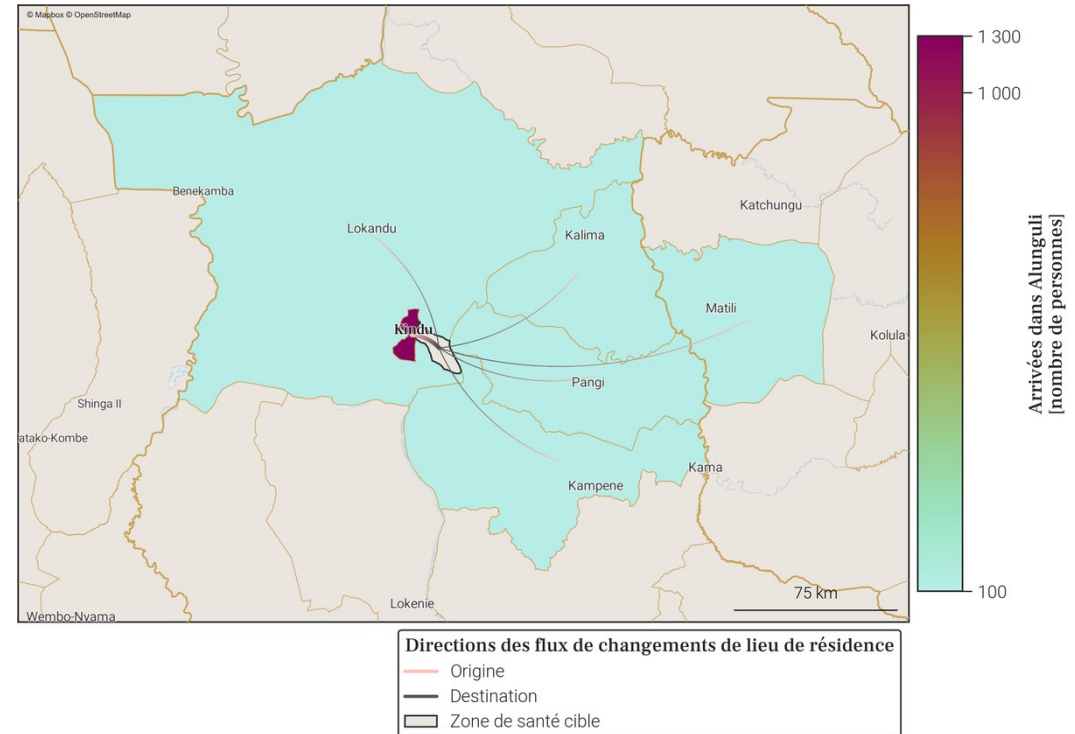 © Mapbox © OpenStreetMap
Benekamba
Lokandu
Kalima
Katchungu
Matili
Kindu
Kolula
Pangi
Shinga II
atako-Kombe
Kama
Kampene
75 km
Lokenie
Wembo-Nyama
1 300
1 000
100
Arrivées dans Alunguli
[nombre de personnes]
Directions des flux de changements de lieu de résidence
Origine
Destination
Zone de santé cible